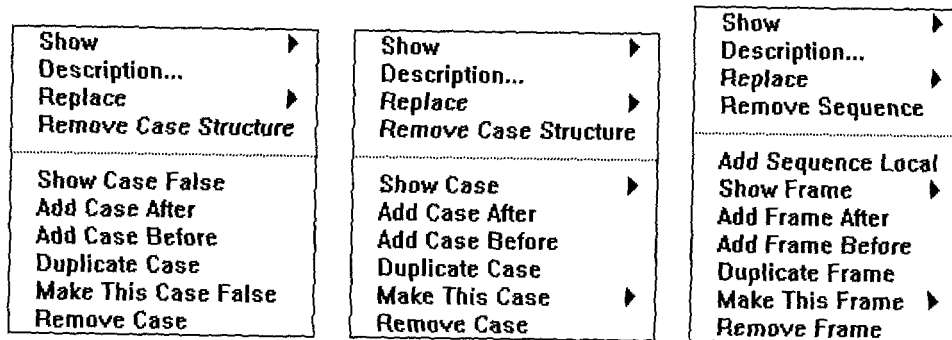 Show
Description...
Replace
Remove Case Structure
Show Case False
Add Case After
Add Case Before
Duplicate Case
Make This Case False
Remove Case
Show
Description...
Replace
Remove Case Structure
Show Case
Add Case After
Add Case Before
Duplicate Case
Make This Case
Remove Case
Show
Description...
Replace
Remove Sequence
Add Sequence Local
Show Frame
Add Frame After
Add Frame Before
Duplicate Frame
Make This Frame
Remove Frame